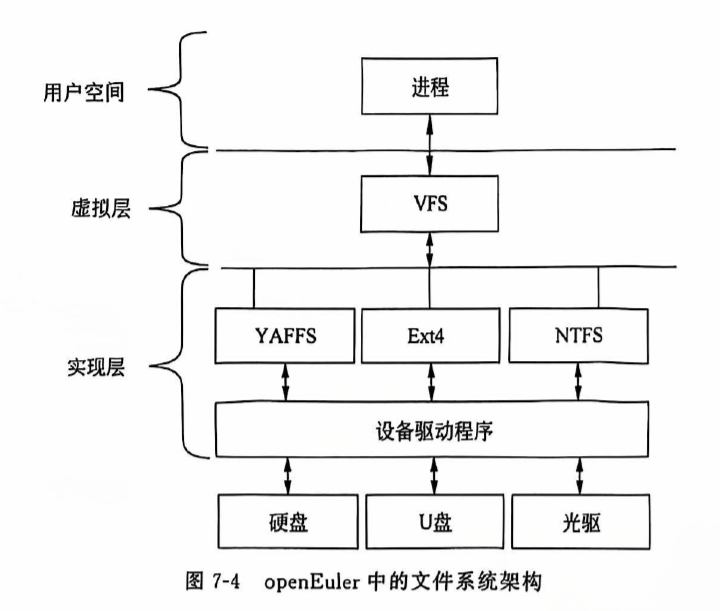 用户空间
进程
虚拟层
VFS
YAFFS
Ext4
NTFS
实现层
设备驱动程序
硬盘
U盘
光驱
图 7-4 openEuler 中的文件系统架构